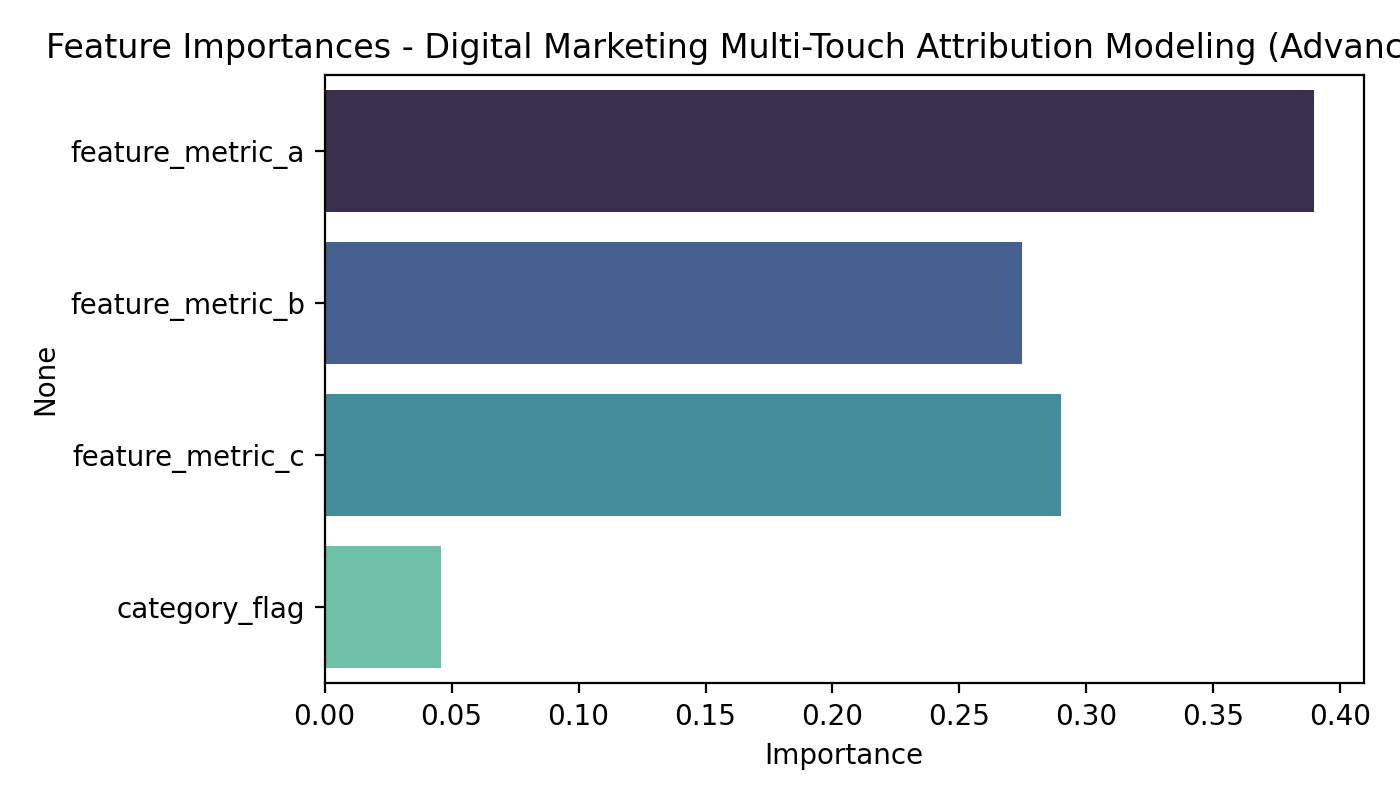 Feature Importances - Digital Marketing Multi-Touch Attribution Modeling (Advanc
feature_metric_a
feature_metric_b
feature_metric_c
category_flag
None
0.00 0.05 0.10 0.15 0.20 0.25 0.30 0.35 0.40
Importance